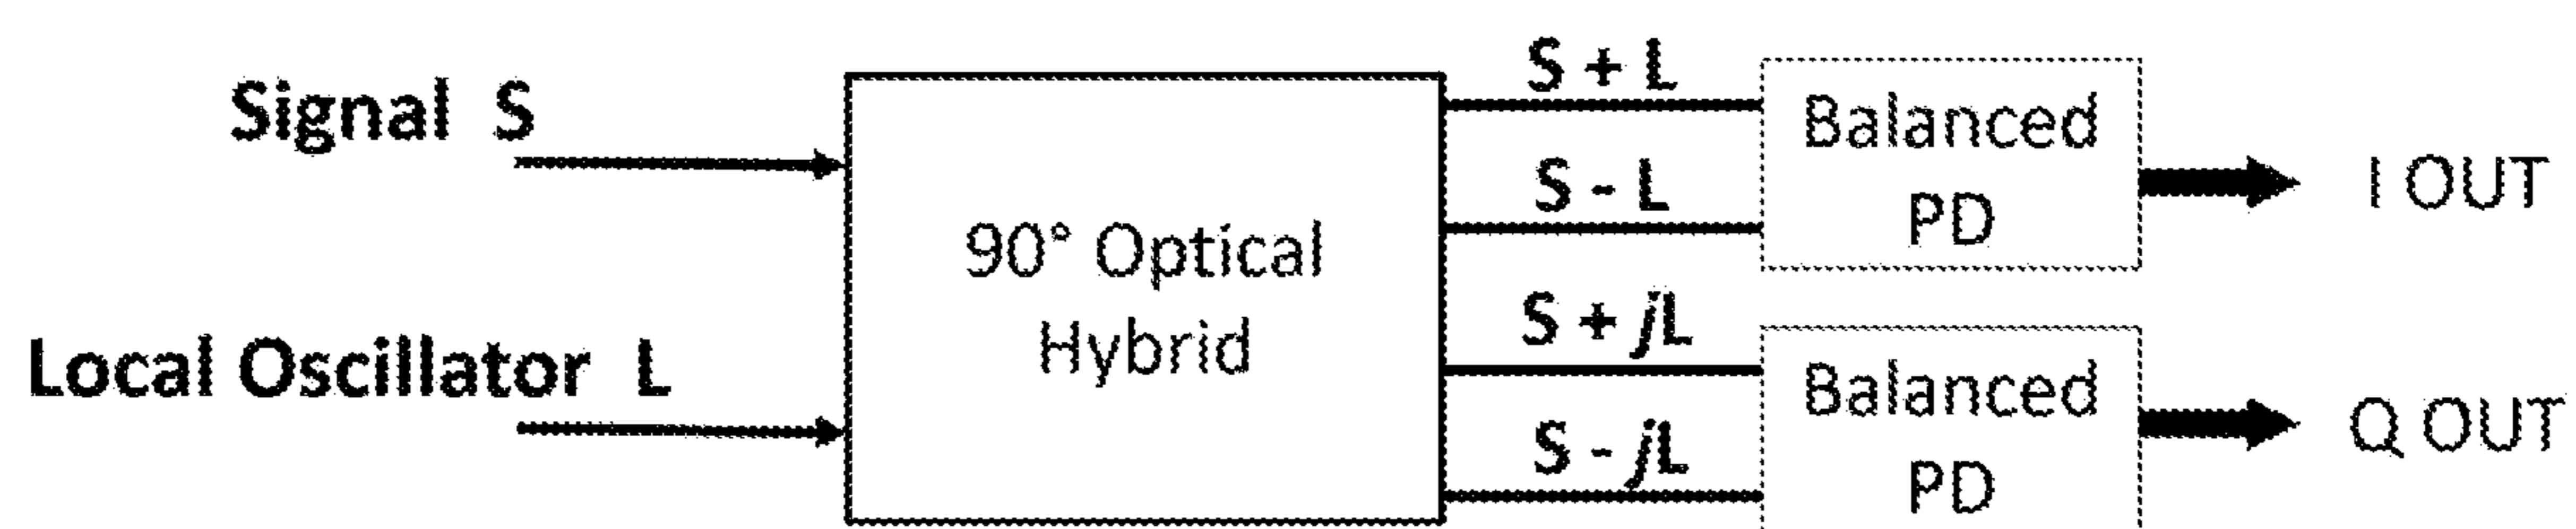 Signal S
Local Oscillator L
90° Optical
Hybrid
S + L
S - L
S + jL
S - jL
Balanced
PD
Balanced
PD
I OUT
Q OUT